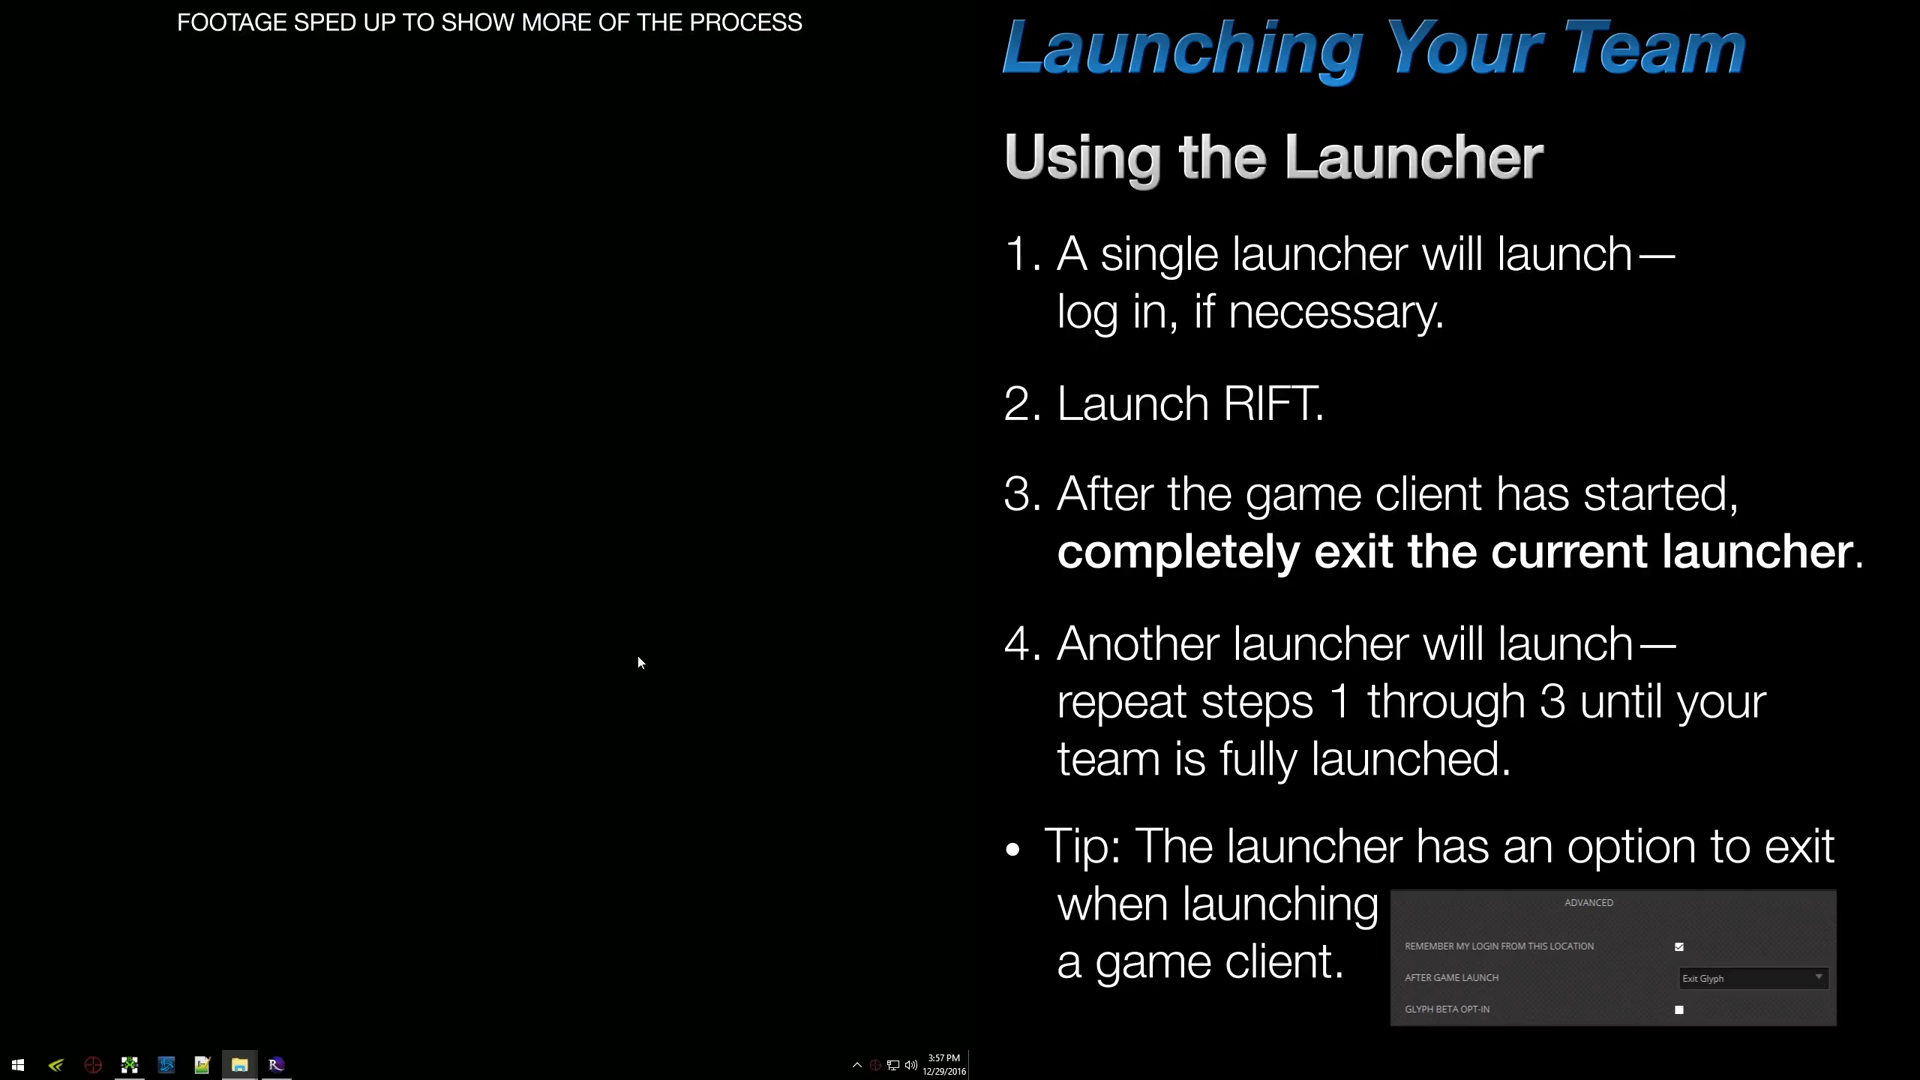 FOOTAGE SPED UP TO SHOW MORE OF THE PROCESS
Launching Your Team
Using the Launcher
1. A single launcher will launch—
log in, if necessary.
2. Launch RIFT.
3. After the game client has started,
completely exit the current launcher.
4. Another launcher will launch—
repeat steps 1 through 3 until your
team is fully launched.
• Tip: The launcher has an option to exit
when launching
a game client.
ADVANCED
REMEMBER MY LOGIN FROM THIS LOCATION
AFTER GAME LAUNCH
Exit Glyph
GLYPH BETA OPT-IN
3:57 PM
12/29/2016